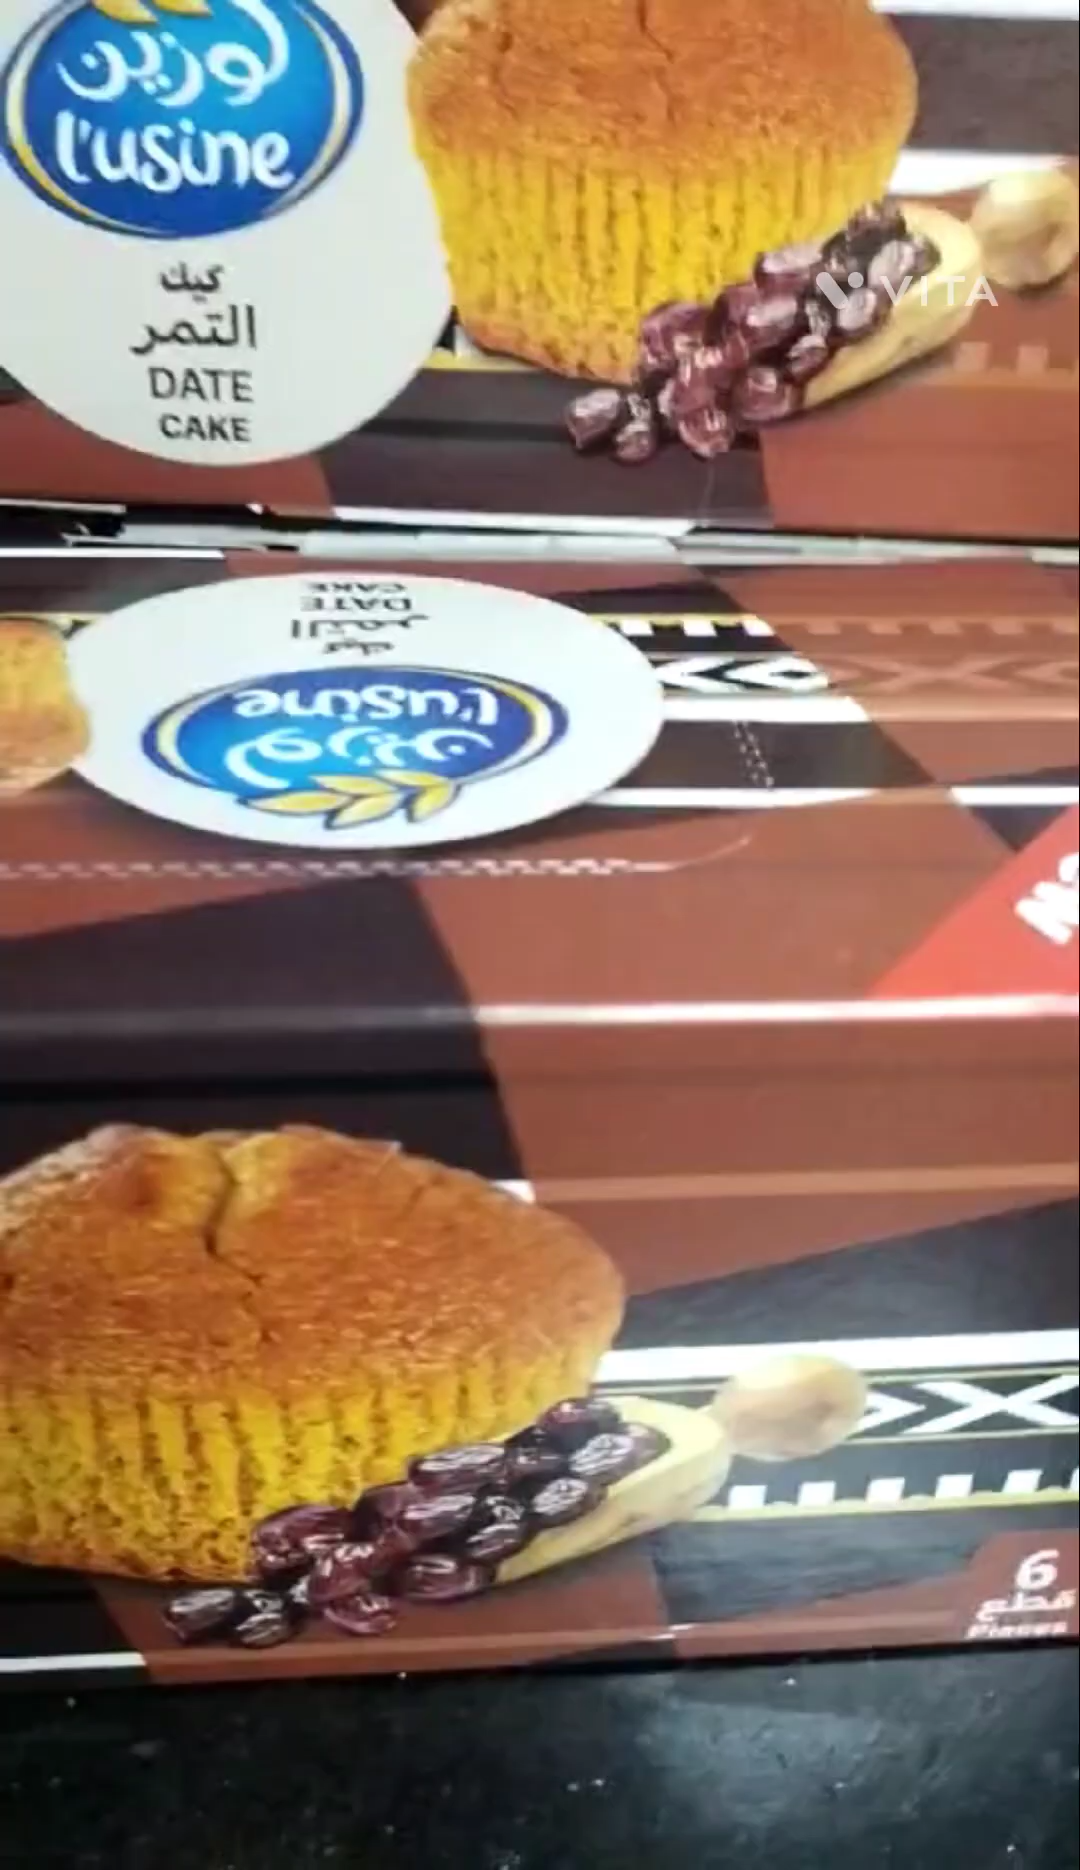 لوزين
l'usine
كيك
التمر
DATE
CAKE
VITA
CAKE
DATE
التمر
كيك
l'usine
لوزين
6
قطع
Pieces